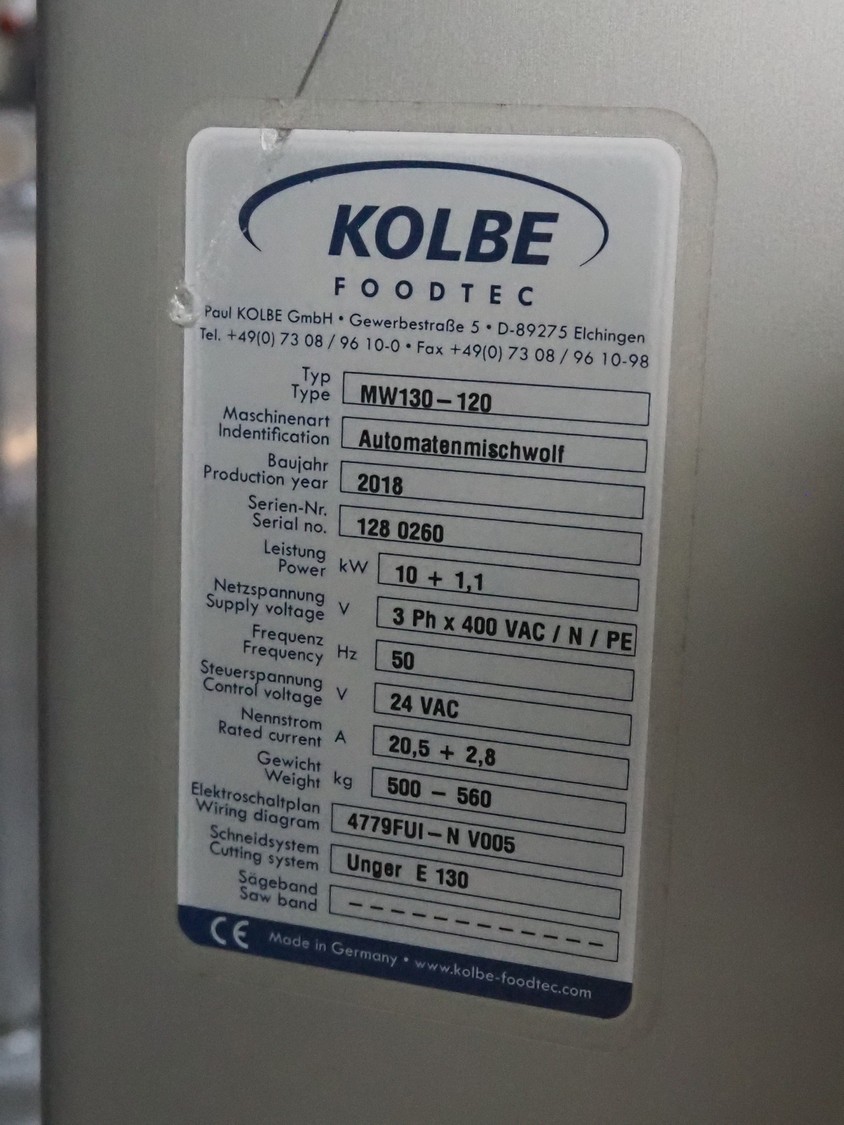 KOLBE
FOODTEC
Paul KOLBE GmbH • Gewerbestraße 5 • D-89275 Elchingen
Tel. +49(0) 73 08 / 96 10-0 • Fax +49(0) 73 08 / 96 10-98
Typ
Type MW130-120
Maschinenart
Indentification Automatenmischwolf
Baujahr
Production year 2018
Serien-Nr.
Serial no. 128 0260
Leistung
Power kW 10 + 1,1
Netzspannung
Supply voltage V 3 Ph x 400 VAC / N / PE
Frequenz
Frequency Hz 50
Steuerspannung
Control voltage V 24 VAC
Nennstrom
Rated current A 20,5 + 2,8
Gewicht
Weight kg 500 - 560
Elektroschaltplan
Wiring diagram 4779FUI-N V005
Schneidsystem
Cutting system Unger E 130
Sägeband
Saw band ------------
CE Made in Germany • www.kolbe-foodtec.com